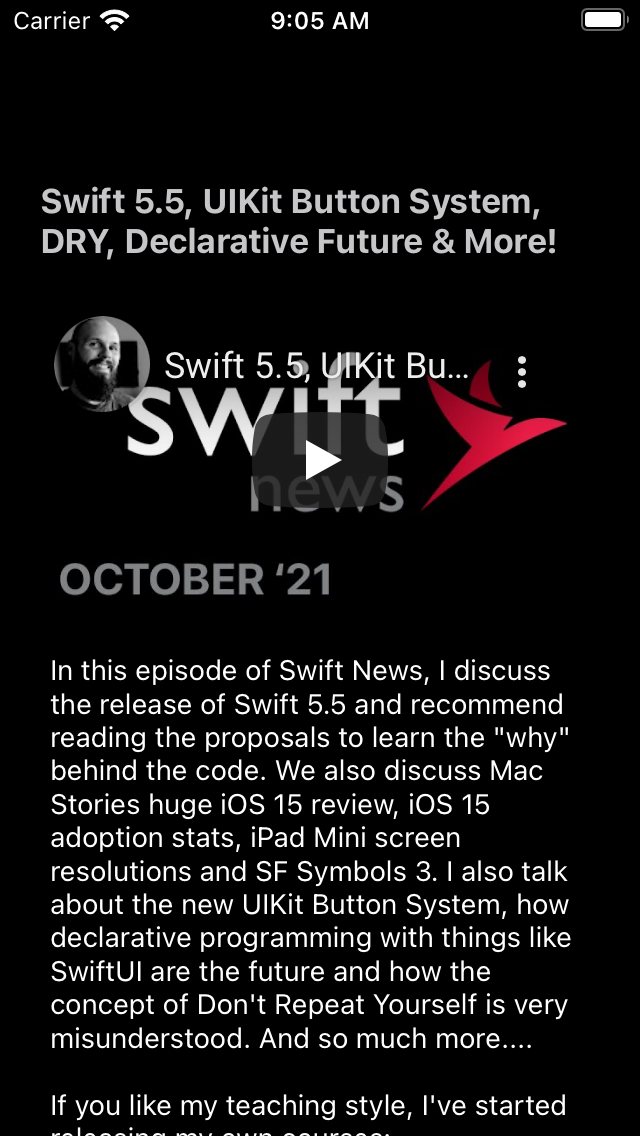 Carrier 9:05 AM
Swift 5.5, UIKit Button System,
DRY, Declarative Future & More!
Swift 5.5, UIKit Bu...
swift
news
OCTOBER ‘21
In this episode of Swift News, I discuss
the release of Swift 5.5 and recommend
reading the proposals to learn the "why"
behind the code. We also discuss Mac
Stories huge iOS 15 review, iOS 15
adoption stats, iPad Mini screen
resolutions and SF Symbols 3. I also talk
about the new UIKit Button System, how
declarative programming with things like
SwiftUI are the future and how the
concept of Don't Repeat Yourself is very
misunderstood. And so much more....
If you like my teaching style, I've started
releasing my own courses: